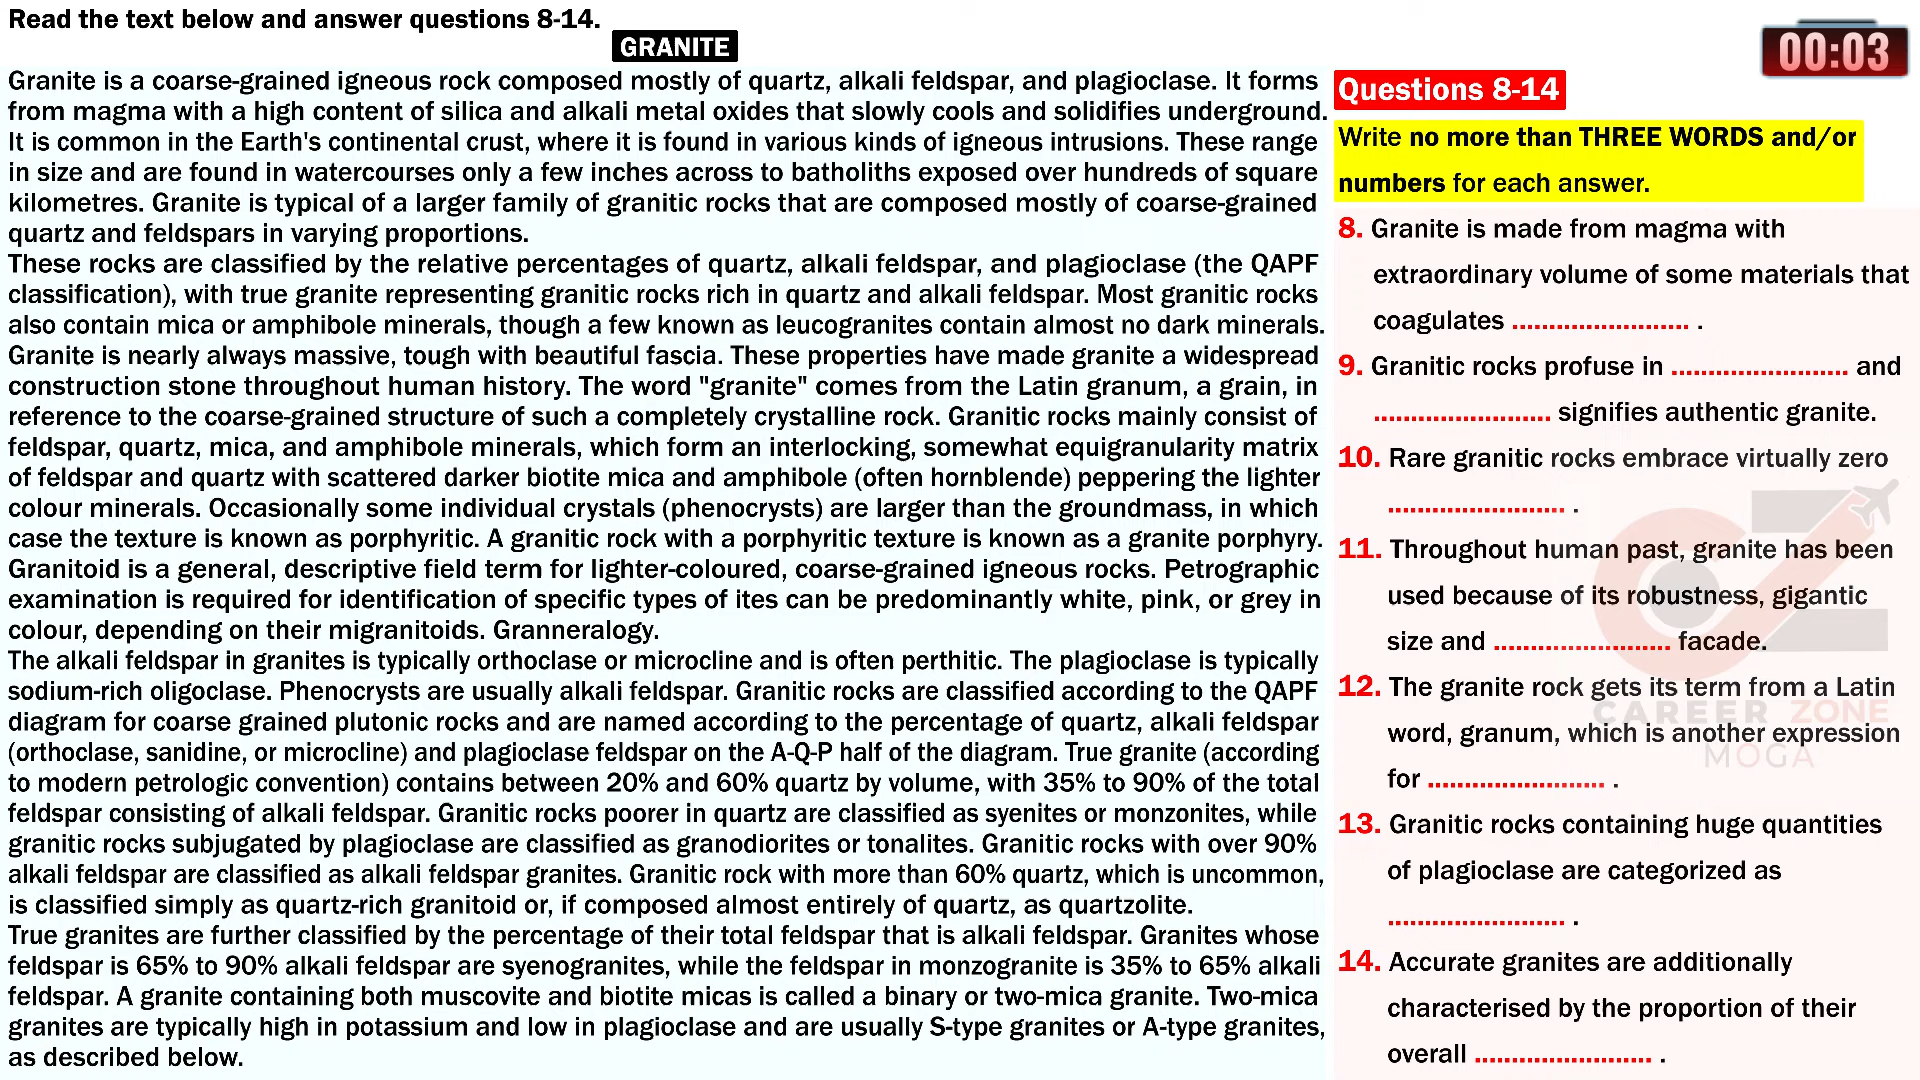 Read the text below and answer questions 8-14.
GRANITE
00:03
Granite is a coarse-grained igneous rock composed mostly of quartz, alkali feldspar, and plagioclase. It forms
from magma with a high content of silica and alkali metal oxides that slowly cools and solidifies underground.
It is common in the Earth's continental crust, where it is found in various kinds of igneous intrusions. These range
in size and are found in watercourses only a few inches across to batholiths exposed over hundreds of square
kilometres. Granite is typical of a larger family of granitic rocks that are composed mostly of coarse-grained
quartz and feldspars in varying proportions.
These rocks are classified by the relative percentages of quartz, alkali feldspar, and plagioclase (the QAPF
classification), with true granite representing granitic rocks rich in quartz and alkali feldspar. Most granitic rocks
also contain mica or amphibole minerals, though a few known as leucogranites contain almost no dark minerals.
Granite is nearly always massive, tough with beautiful fascia. These properties have made granite a widespread
construction stone throughout human history. The word "granite" comes from the Latin granum, a grain, in
reference to the coarse-grained structure of such a completely crystalline rock. Granitic rocks mainly consist of
feldspar, quartz, mica, and amphibole minerals, which form an interlocking, somewhat equigranularity matrix
of feldspar and quartz with scattered darker biotite mica and amphibole (often hornblende) peppering the lighter
colour minerals. Occasionally some individual crystals (phenocrysts) are larger than the groundmass, in which
case the texture is known as porphyritic. A granitic rock with a porphyritic texture is known as a granite porphyry.
Granitoid is a general, descriptive field term for lighter-coloured, coarse-grained igneous rocks. Petrographic
examination is required for identification of specific types of ites can be predominantly white, pink, or grey in
colour, depending on their migranitoids. Granneralogy.
The alkali feldspar in granites is typically orthoclase or microcline and is often perthitic. The plagioclase is typically
sodium-rich oligoclase. Phenocrysts are usually alkali feldspar. Granitic rocks are classified according to the QAPF
diagram for coarse grained plutonic rocks and are named according to the percentage of quartz, alkali feldspar
(orthoclase, sanidine, or microcline) and plagioclase feldspar on the A-Q-P half of the diagram. True granite (according
to modern petrologic convention) contains between 20% and 60% quartz by volume, with 35% to 90% of the total
feldspar consisting of alkali feldspar. Granitic rocks poorer in quartz are classified as syenites or monzonites, while
granitic rocks subjugated by plagioclase are classified as granodiorites or tonalites. Granitic rocks with over 90%
alkali feldspar are classified as alkali feldspar granites. Granitic rock with more than 60% quartz, which is uncommon,
is classified simply as quartz-rich granitoid or, if composed almost entirely of quartz, as quartzolite.
True granites are further classified by the percentage of their total feldspar that is alkali feldspar. Granites whose
feldspar is 65% to 90% alkali feldspar are syenogranites, while the feldspar in monzogranite is 35% to 65% alkali
feldspar. A granite containing both muscovite and biotite micas is called a binary or two-mica granite. Two-mica
granites are typically high in potassium and low in plagioclase and are usually S-type granites or A-type granites,
as described below.
Questions 8-14
Write no more than THREE WORDS and/or
numbers for each answer.
8. Granite is made from magma with
extraordinary volume of some materials that
coagulates ........................ .
9. Granitic rocks profuse in ........................ and
........................ signifies authentic granite.
10. Rare granitic rocks embrace virtually zero
........................ .
11. Throughout human past, granite has been
used because of its robustness, gigantic
size and ........................ facade.
12. The granite rock gets its term from a Latin
word, granum, which is another expression
for ........................ .
13. Granitic rocks containing huge quantities
of plagioclase are categorized as
........................ .
14. Accurate granites are additionally
characterised by the proportion of their
overall ........................ .
CAREER ZONE
MOGA